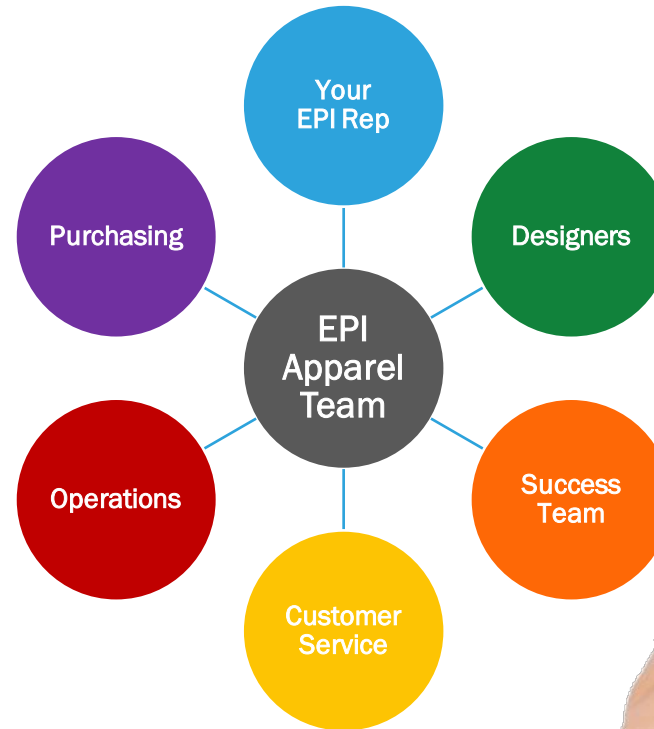 Your
EPI Rep
Purchasing
Designers
EPI
Apparel
Team
Operations
Success
Team
Customer
Service